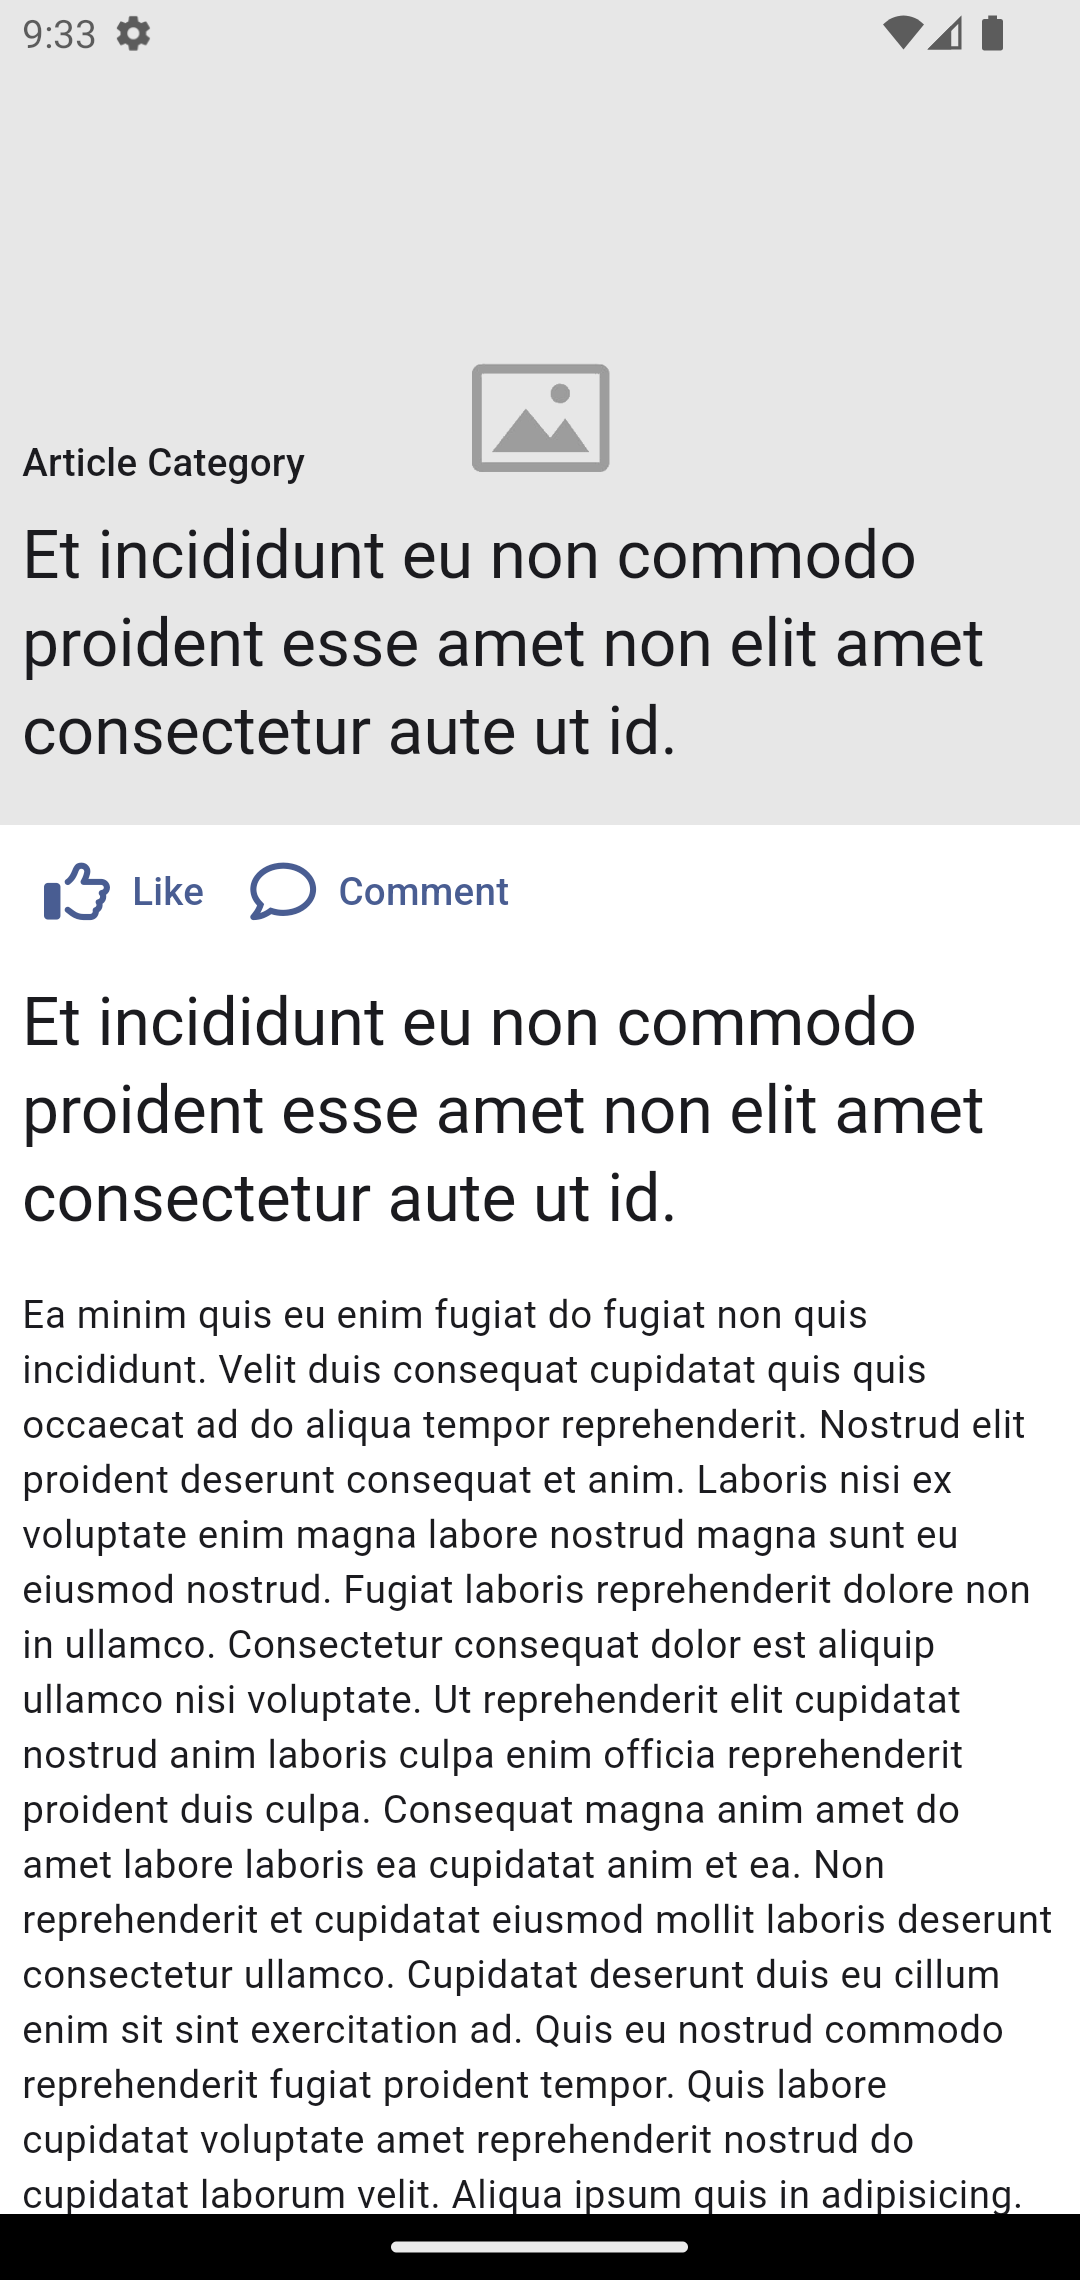 9:33
Article Category
Et incididunt eu non commodo
proident esse amet non elit amet
consectetur aute ut id.
Like Comment
Et incididunt eu non commodo
proident esse amet non elit amet
consectetur aute ut id.
Ea minim quis eu enim fugiat do fugiat non quis
incididunt. Velit duis consequat cupidatat quis quis
occaecat ad do aliqua tempor reprehenderit. Nostrud elit
proident deserunt consequat et anim. Laboris nisi ex
voluptate enim magna labore nostrud magna sunt eu
eiusmod nostrud. Fugiat laboris reprehenderit dolore non
in ullamco. Consectetur consequat dolor est aliquip
ullamco nisi voluptate. Ut reprehenderit elit cupidatat
nostrud anim laboris culpa enim officia reprehenderit
proident duis culpa. Consequat magna anim amet do
amet labore laboris ea cupidatat anim et ea. Non
reprehenderit et cupidatat eiusmod mollit laboris deserunt
consectetur ullamco. Cupidatat deserunt duis eu cillum
enim sit sint exercitation ad. Quis eu nostrud commodo
reprehenderit fugiat proident tempor. Quis labore
cupidatat voluptate amet reprehenderit nostrud do
cupidatat laborum velit. Aliqua ipsum quis in adipisicing.